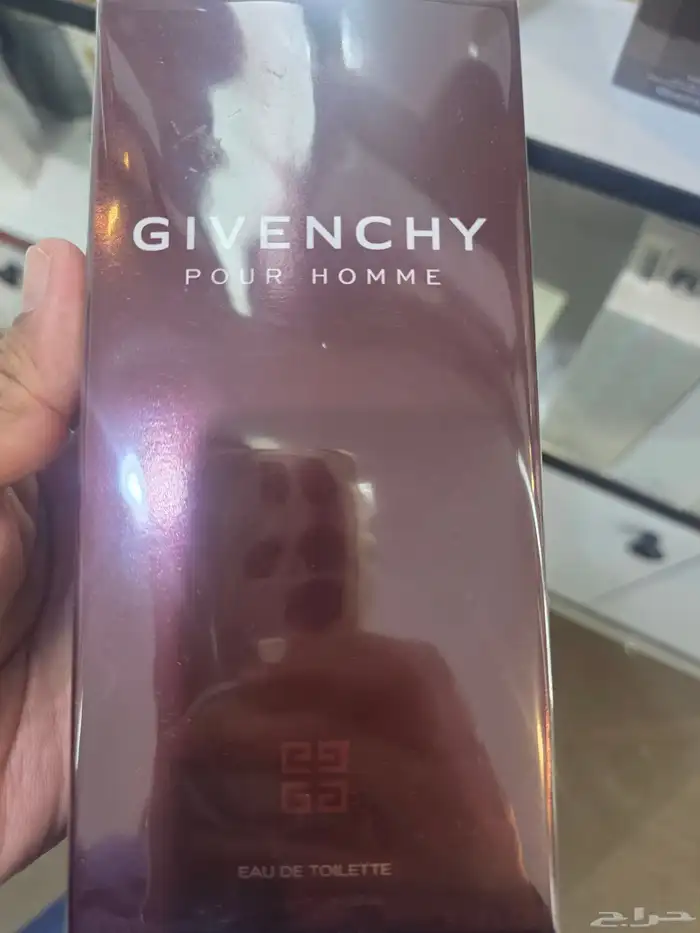 GIVENCHY
POUR HOMME
EAU DE TOILETTE
حراج